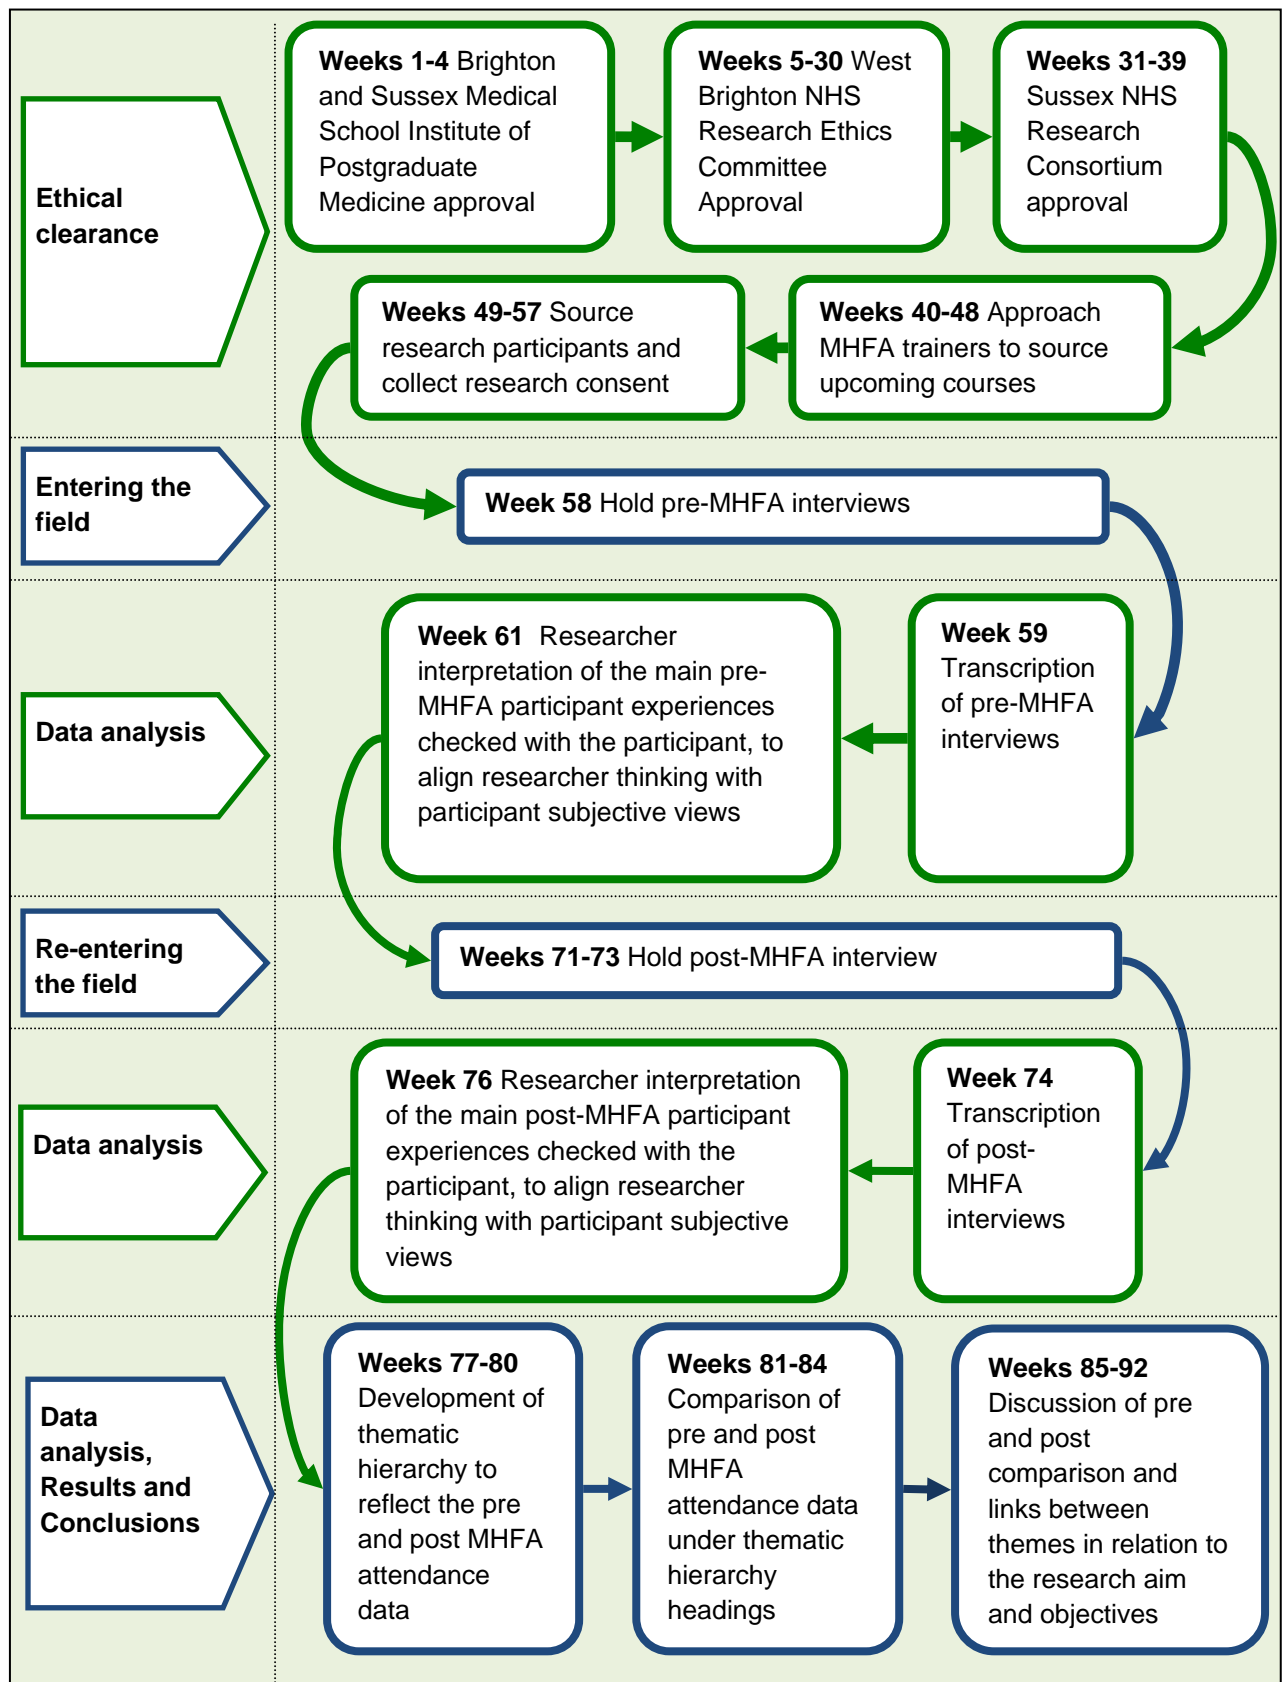 Ethical
clearance
Weeks 1-4 Brighton
and Sussex Medical
School Institute of
Postgraduate
Medicine approval
Weeks 5-30 West
Brighton NHS
Research Ethics
Committee
Approval
Weeks 31-39
Sussex NHS
Research
Consortium
approval
Weeks 40-48 Approach
MHFA trainers to source
upcoming courses
Weeks 49-57 Source
research participants and
collect research consent
Entering the
field
Week 58 Hold pre-MHFA interviews
Data analysis
Week 59
Transcription
of pre-MHFA
interviews
Week 61 Researcher
interpretation of the main pre-
MHFA participant experiences
checked with the participant, to
align researcher thinking with
participant subjective views
Re-entering
the field
Weeks 71-73 Hold post-MHFA interview
Data analysis
Week 74
Transcription
of post-
MHFA
interviews
Week 76 Researcher interpretation
of the main post-MHFA participant
experiences checked with the
participant, to align researcher
thinking with participant subjective
views
Data
analysis,
Results and
Conclusions
Weeks 77-80
Development of
thematic
hierarchy to
reflect the pre
and post MHFA
attendance
data
Weeks 81-84
Comparison of
pre and post
MHFA
attendance data
under thematic
hierarchy
headings
Weeks 85-92
Discussion of pre
and post
comparison and
links between
themes in relation to
the research aim
and objectives